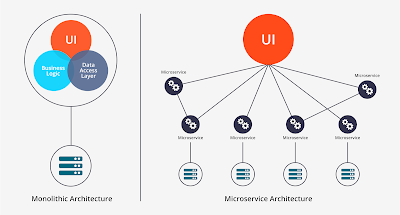 UI
Business
Logic
Data
Access
Layer
Monolithic Architecture
UI
Microservice
Microservice
Microservice
Microservice
Microservice
Microservice
Microservice Architecture